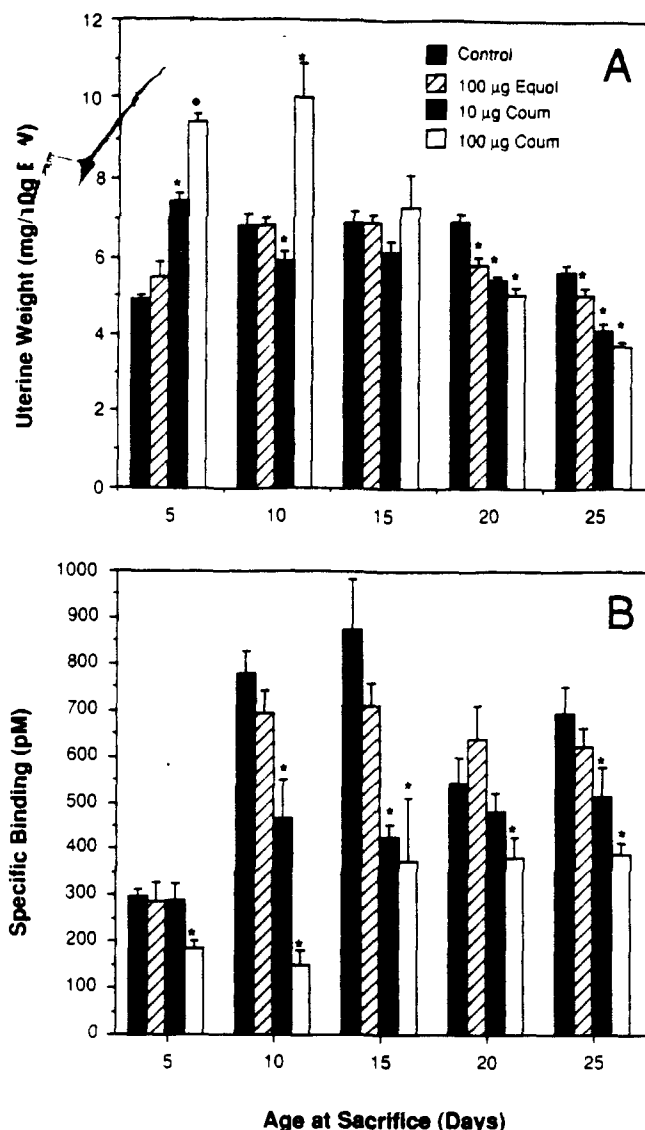 A
Control
100 µg Equol
10 µg Coum
100 µg Coum
Uterine Weight (mg/10g
12
10
8
6
4
2
0
5 10 15 20 25
B
Specific Binding (pM)
1000
900
800
700
600
500
400
300
200
100
0
5 10 15 20 25
Age at Sacrifice (Days)